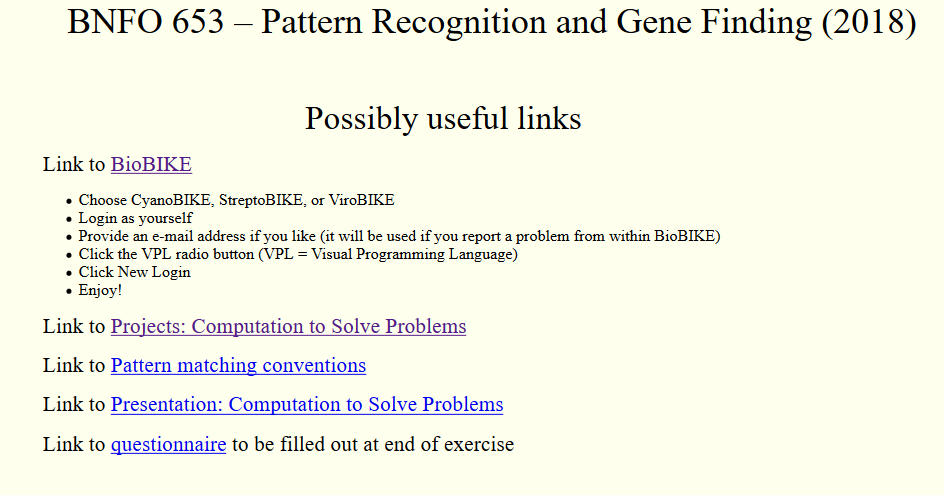 BNFO 653 – Pattern Recognition and Gene Finding (2018)
Possibly useful links
Link to BioBIKE
• Choose CyanoBIKE, StreptoBIKE, or ViroBIKE
• Login as yourself
• Provide an e-mail address if you like (it will be used if you report a problem from within BioBIKE)
• Click the VPL radio button (VPL = Visual Programming Language)
• Click New Login
• Enjoy!
Link to Projects: Computation to Solve Problems
Link to Pattern matching conventions
Link to Presentation: Computation to Solve Problems
Link to questionnaire to be filled out at end of exercise